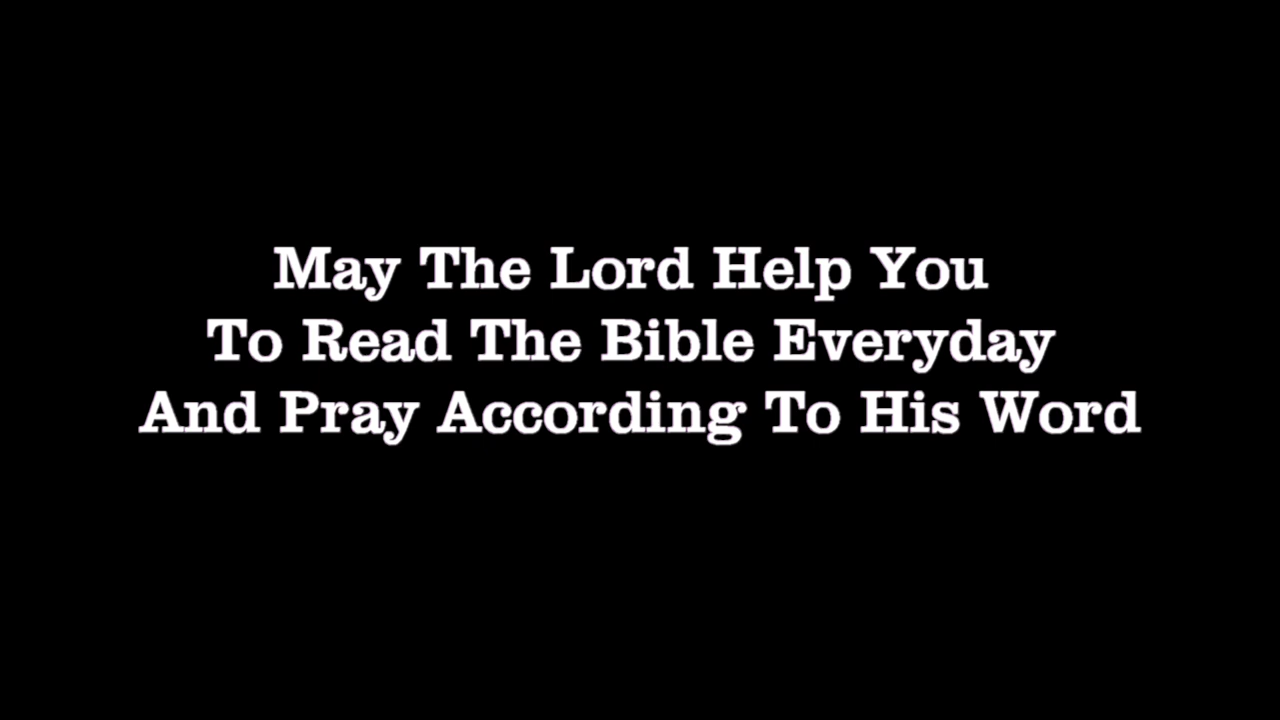 May The Lord Help You
To Read The Bible Everyday
And Pray According To His Word